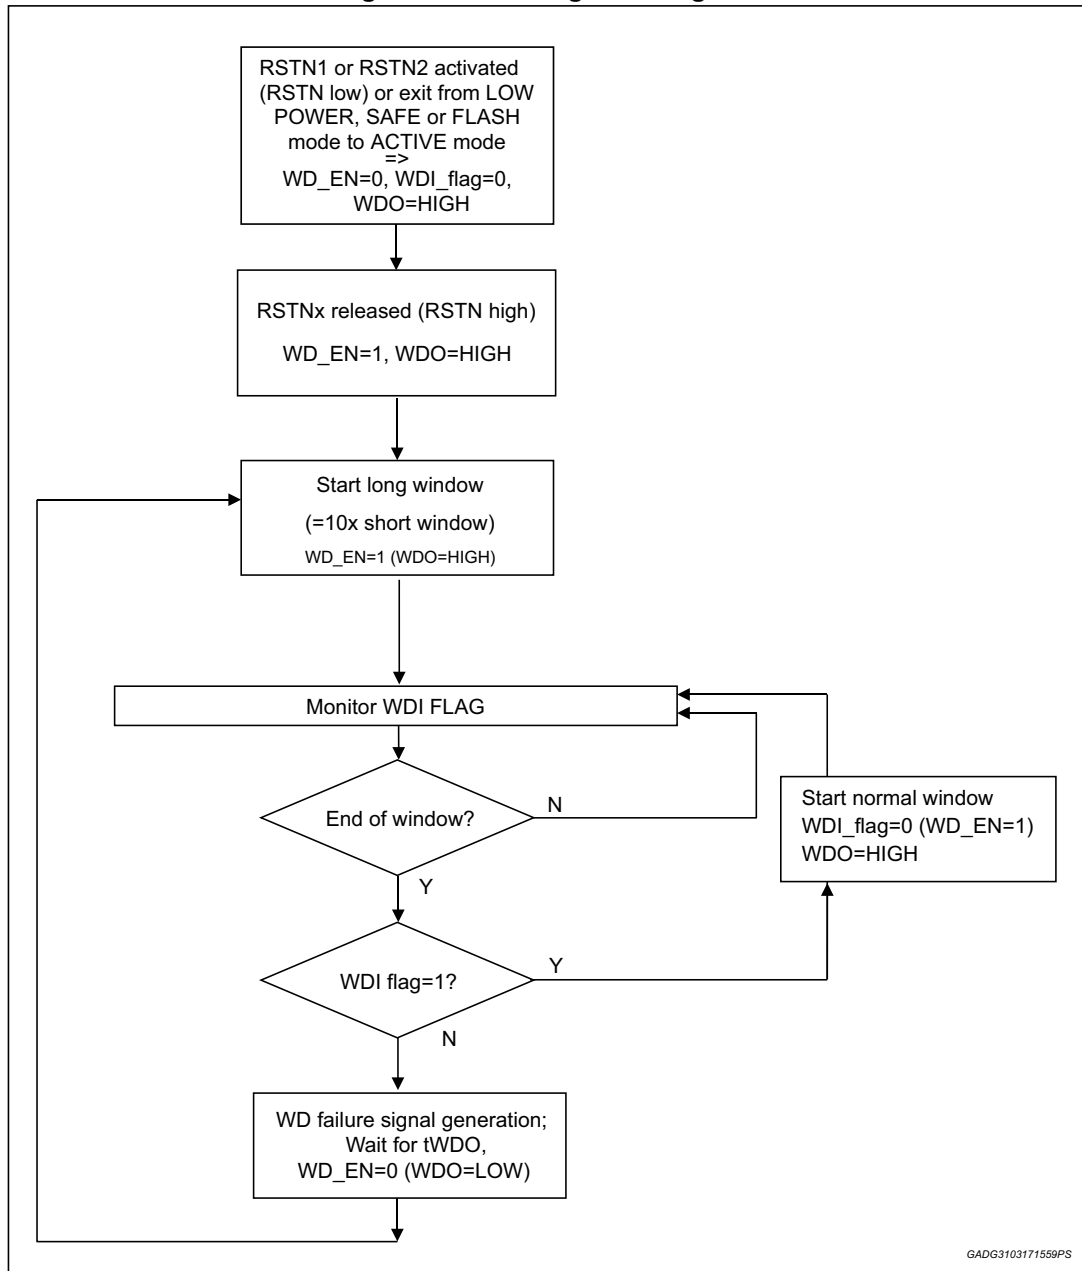 RSTN1 or RSTN2 activated
(RSTN low) or exit from LOW
POWER, SAFE or FLASH
mode to ACTIVE mode
=>
WD_EN=0, WDI_flag=0,
WDO=HIGH
RSTNx released (RSTN high)
WD_EN=1, WDO=HIGH
Start long window
(=10x short window)
WD_EN=1 (WDO=HIGH)
Monitor WDI FLAG
End of window?
N
Start normal window
WDI_flag=0 (WD_EN=1)
WDO=HIGH
Y
WDI flag=1?
Y
N
WD failure signal generation;
Wait for tWDO,
WD_EN=0 (WDO=LOW)
GADG3103171559PS